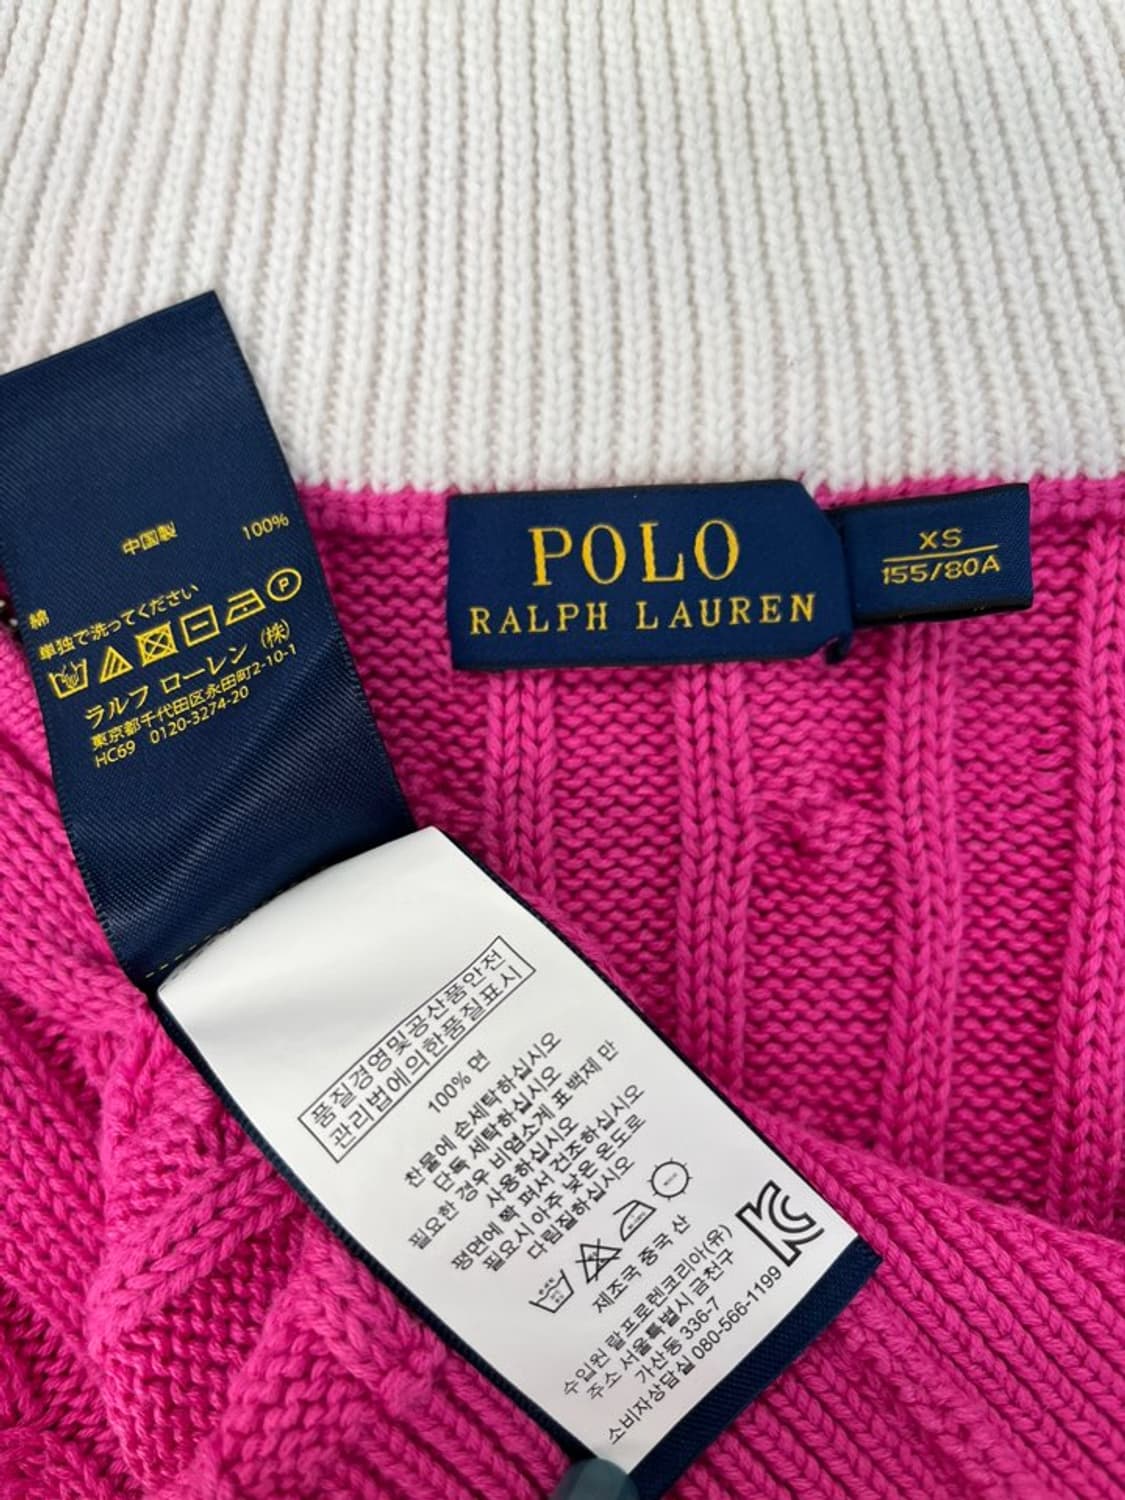 POLO
RALPH LAUREN
XS
155/80A
中国製
綿 100%
単独で洗ってください
P
ラルフ ローレン (株)
東京都千代田区永田町2-10-1
HC69 0120-3274-20
품질경영및공산품안전
관리법에의한품질표시
100% 면
찬물에 손세탁하십시오
단독 세탁하십시오
필요한 경우 비염소계 표백제 만
사용하십시오
평면에 쫙 펴서 건조하십시오
필요시 아주 낮은 온도로
다림질하십시오
제조국 중국 산
수입원 랄프로렌코리아(유)
주소 서울특별시 금천구
가산동 336-7
소비자상담실 080-566-1199